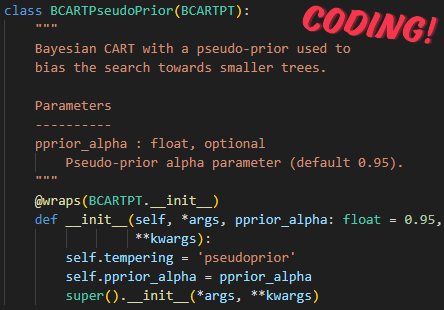 class BCARTPseudoPrior(BCARTPT):
CODING!
    """
    Bayesian CART with a pseudo-prior used to
    bias the search towards smaller trees.
    Parameters
    ----------
    pprior_alpha : float, optional
        Pseudo-prior alpha parameter (default 0.95).
    """
    @wraps(BCARTPT.__init__)
    def __init__(self, *args, pprior_alpha: float = 0.95,
                 **kwargs):
        self.tempering = 'pseudoprior'
        self.pprior_alpha = pprior_alpha
        super().__init__(*args, **kwargs)